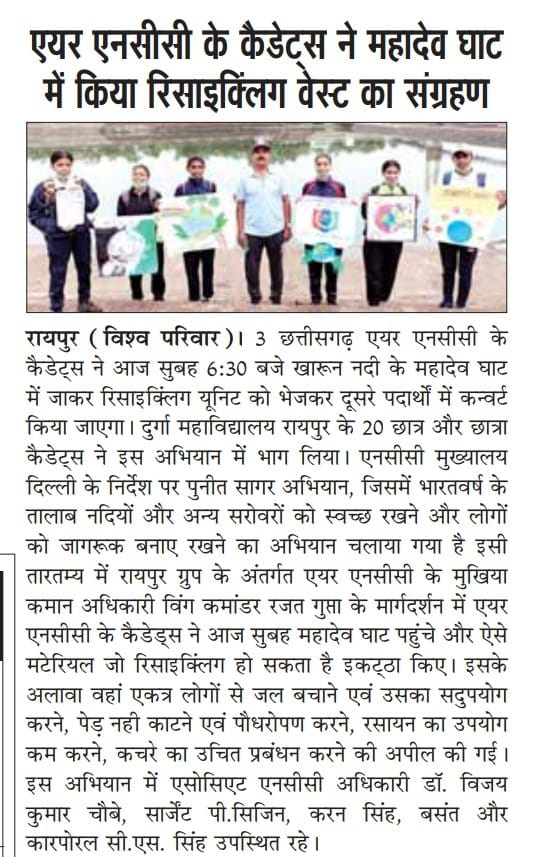 एयर एनसीसी के कैडेट्स ने महादेव घाट
में किया रिसाइक्लिंग वेस्ट का संग्रहण
रायपुर ( विश्व परिवार )। 3 छत्तीसगढ़ एयर एनसीसी के
कैडेट्स ने आज सुबह 6:30 बजे खारून नदी के महादेव घाट
में जाकर रिसाइक्लिंग यूनिट को भेजकर दूसरे पदार्थों में कन्वर्ट
किया जाएगा। दुर्गा महाविद्यालय रायपुर के 20 छात्र और छात्रा
कैडेट्स ने इस अभियान में भाग लिया। एनसीसी मुख्यालय
दिल्ली के निर्देश पर पुनीत सागर अभियान, जिसमें भारतवर्ष के
तालाब नदियों और अन्य सरोवरों को स्वच्छ रखने और लोगों
को जागरूक बनाए रखने का अभियान चलाया गया है इसी
तारतम्य में रायपुर ग्रुप के अंतर्गत एयर एनसीसी के मुखिया
कमान अधिकारी विंग कमांडर रजत गुप्ता के मार्गदर्शन में एयर
एनसीसी के कैडेड्स ने आज सुबह महादेव घाट पहुंचे और ऐसे
मटेरियल जो रिसाइक्लिंग हो सकता है इकट्ठा किए। इसके
अलावा वहां एकत्र लोगों से जल बचाने एवं उसका सदुपयोग
करने, पेड़ नही काटने एवं पौधरोपण करने, रसायन का उपयोग
कम करने, कचरे का उचित प्रबंधन करने की अपील की गई।
इस अभियान में एसोसिएट एनसीसी अधिकारी डॉ. विजय
कुमार चौबे, सार्जेंट पी.सिजिन, करन सिंह, बसंत और
कारपोरल सी.एस. सिंह उपस्थित रहे।